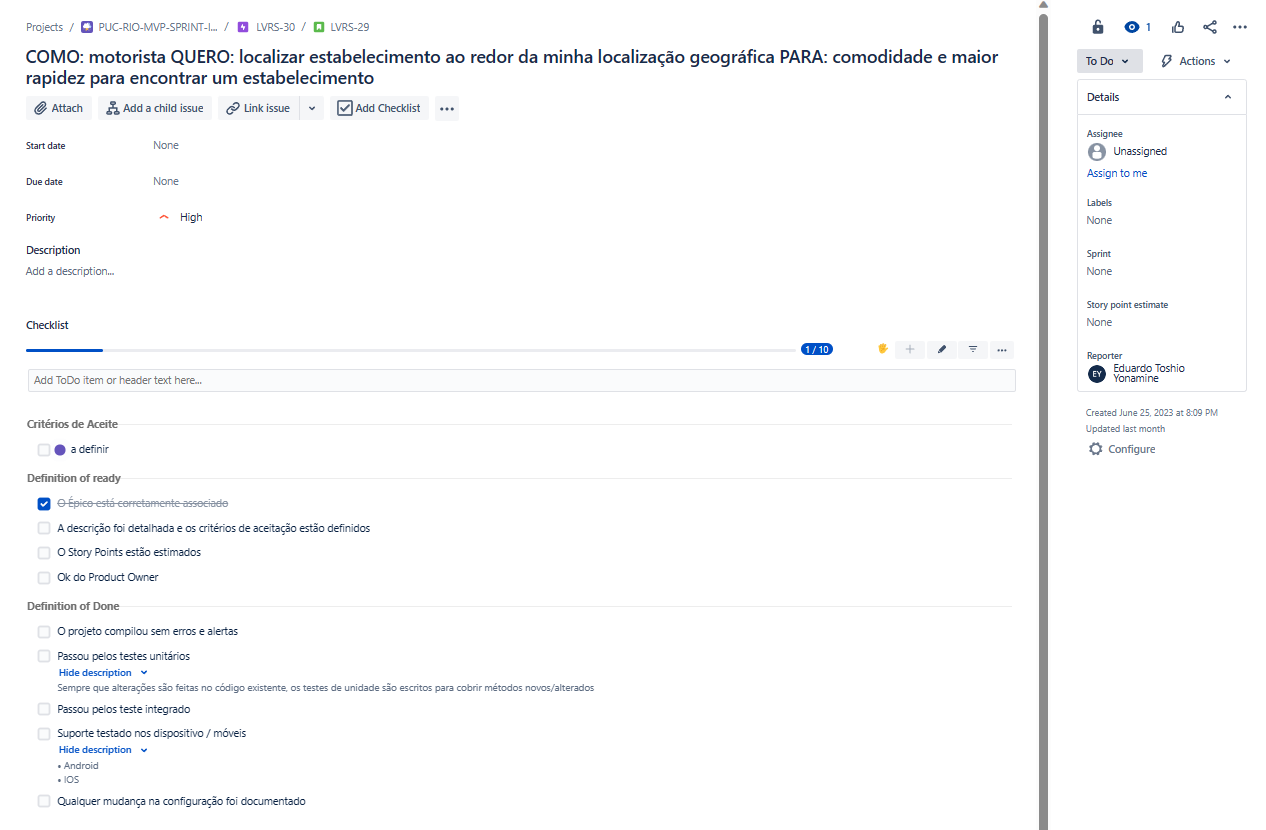 Projects / PUC-RIO-MVP-SPRINT-I... / LVRS-30 / LVRS-29
COMO: motorista QUERO: localizar estabelecimento ao redor da minha localização geográfica PARA: comodidade e maior
rapidez para encontrar um estabelecimento
Attach Add a child issue Link issue Add Checklist
Start date None
Due date None
Priority High
Description
Add a description...
Checklist
1 / 10
Add ToDo item or header text here...
Critérios de Aceite
a definir
Definition of ready
O Épico está corretamente associado
A descrição foi detalhada e os critérios de aceitação estão definidos
O Story Points estão estimados
Ok do Product Owner
Definition of Done
O projeto compilou sem erros e alertas
Passou pelos testes unitários
Hide description
Sempre que alterações são feitas no código existente, os testes de unidade são escritos para cobrir métodos novos/alterados
Passou pelos teste integrado
Suporte testado nos dispositivo / móveis
Hide description
• Android
• IOS
Qualquer mudança na configuração foi documentado
1
To Do Actions
Details
Assignee
Unassigned
Assign to me
Labels
None
Sprint
None
Story point estimate
None
Reporter
EY Eduardo Toshio
Yonamine
Created June 25, 2023 at 8:09 PM
Updated last month
Configure